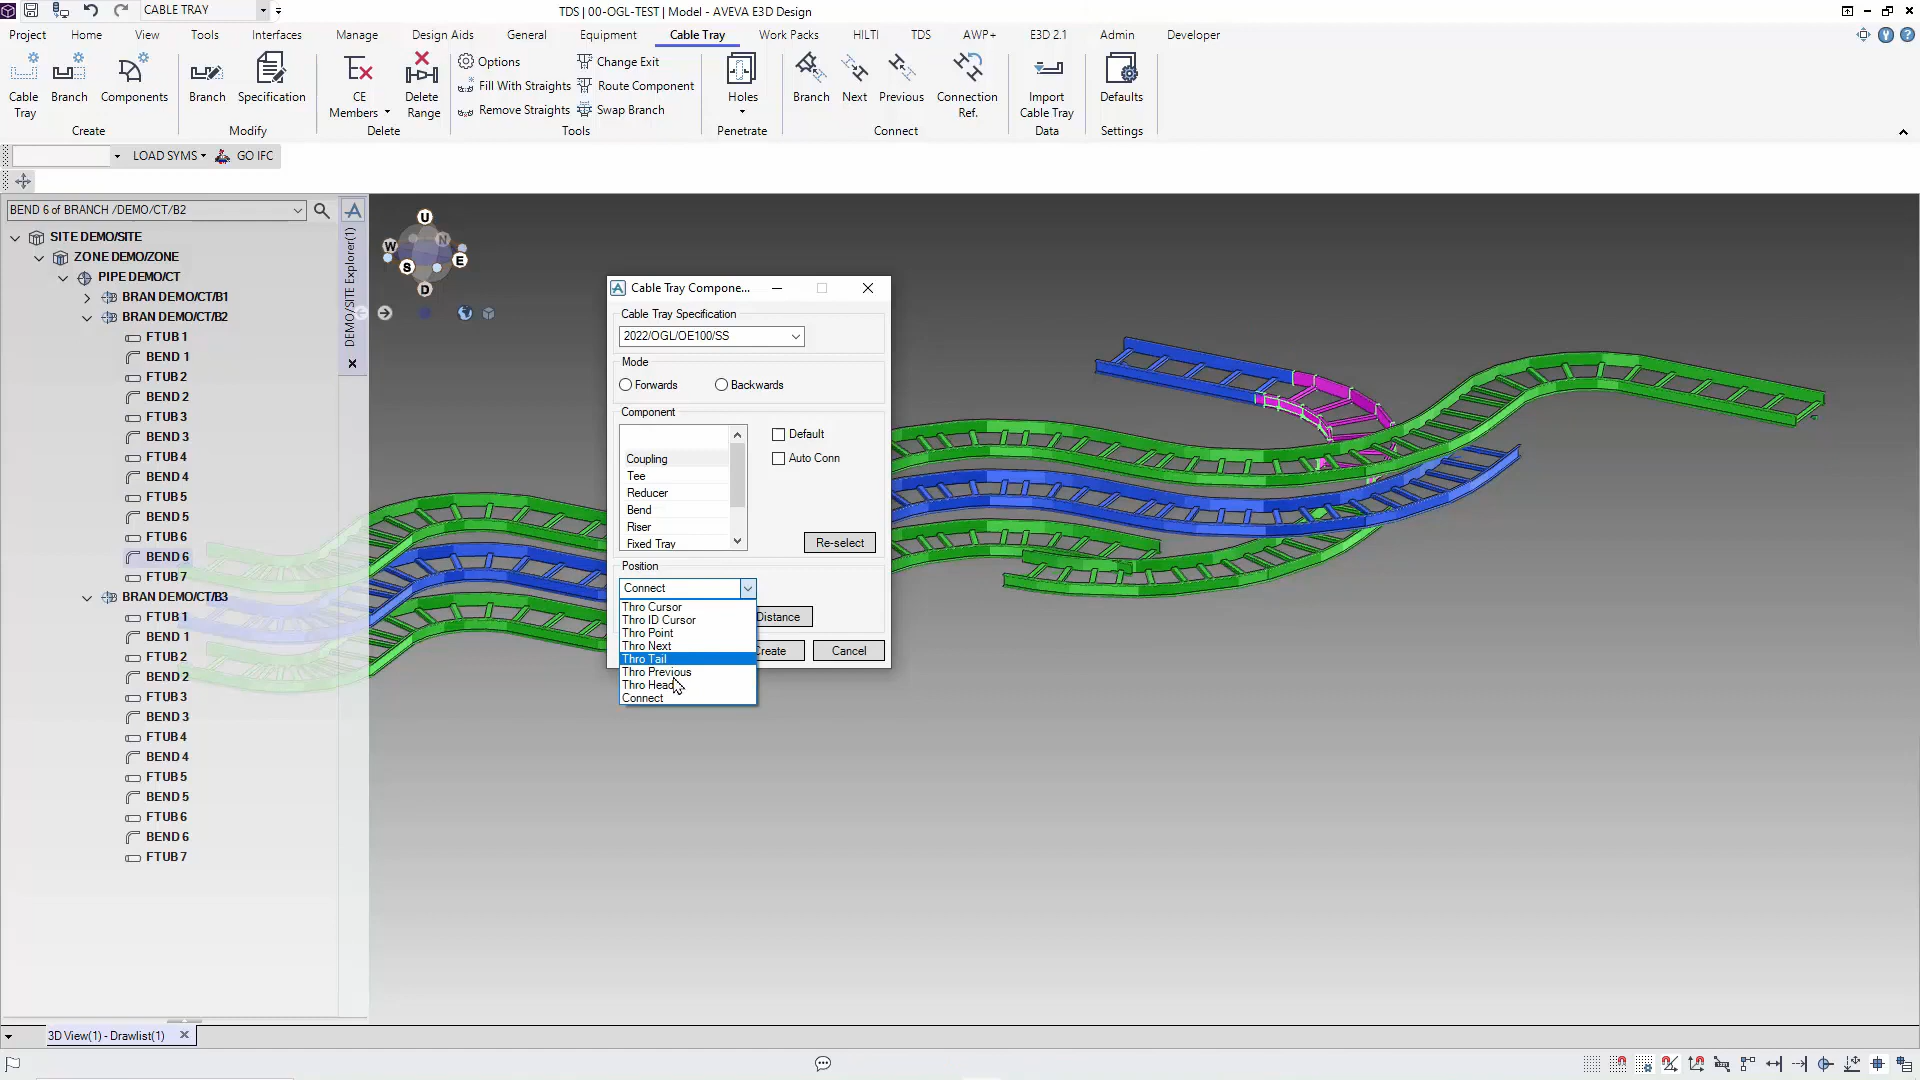 CABLE TRAY
TDS | 00-OGL-TEST | Model - AVEVA E3D Design
Project Home View Tools Interfaces Manage Design Aids General Equipment Cable Tray Work Packs HILTI TDS AWP+ E3D 2.1 Admin Developer
Cable Tray
Branch
Components
Create
Branch
Specification
Modify
CE Members
Delete Range
Delete
Options
Fill With Straights
Remove Straights
Change Exit
Route Component
Swap Branch
Tools
Holes
Penetrate
Branch
Next
Previous
Connection Ref.
Connect
Import Cable Tray
Data
Defaults
Settings
LOAD SYMS
GO IFC
BEND 6 of BRANCH /DEMO/CT/B2
SITE DEMO/SITE
ZONE DEMO/ZONE
PIPE DEMO/CT
BRAN DEMO/CT/B1
BRAN DEMO/CT/B2
FTUB 1
BEND 1
FTUB 2
BEND 2
FTUB 3
BEND 3
FTUB 4
BEND 4
FTUB 5
BEND 5
FTUB 6
BEND 6
FTUB 7
BRAN DEMO/CT/B3
FTUB 1
BEND 1
FTUB 2
BEND 2
FTUB 3
BEND 3
FTUB 4
BEND 4
FTUB 5
BEND 5
FTUB 6
BEND 6
FTUB 7
DEMO/SITE Explorer(1)
U
W
N
S
E
D
Cable Tray Compone...
Cable Tray Specification
2022/OGL/OE100/SS
Mode
Forwards
Backwards
Component
Coupling
Tee
Reducer
Bend
Riser
Fixed Tray
Default
Auto Conn
Re-select
Position
Connect
Thro Cursor
Thro ID Cursor
Thro Point
Thro Next
Thro Tail
Thro Previous
Thro Head
Connect
Distance
Cancel
3D View(1) - Drawlist(1)